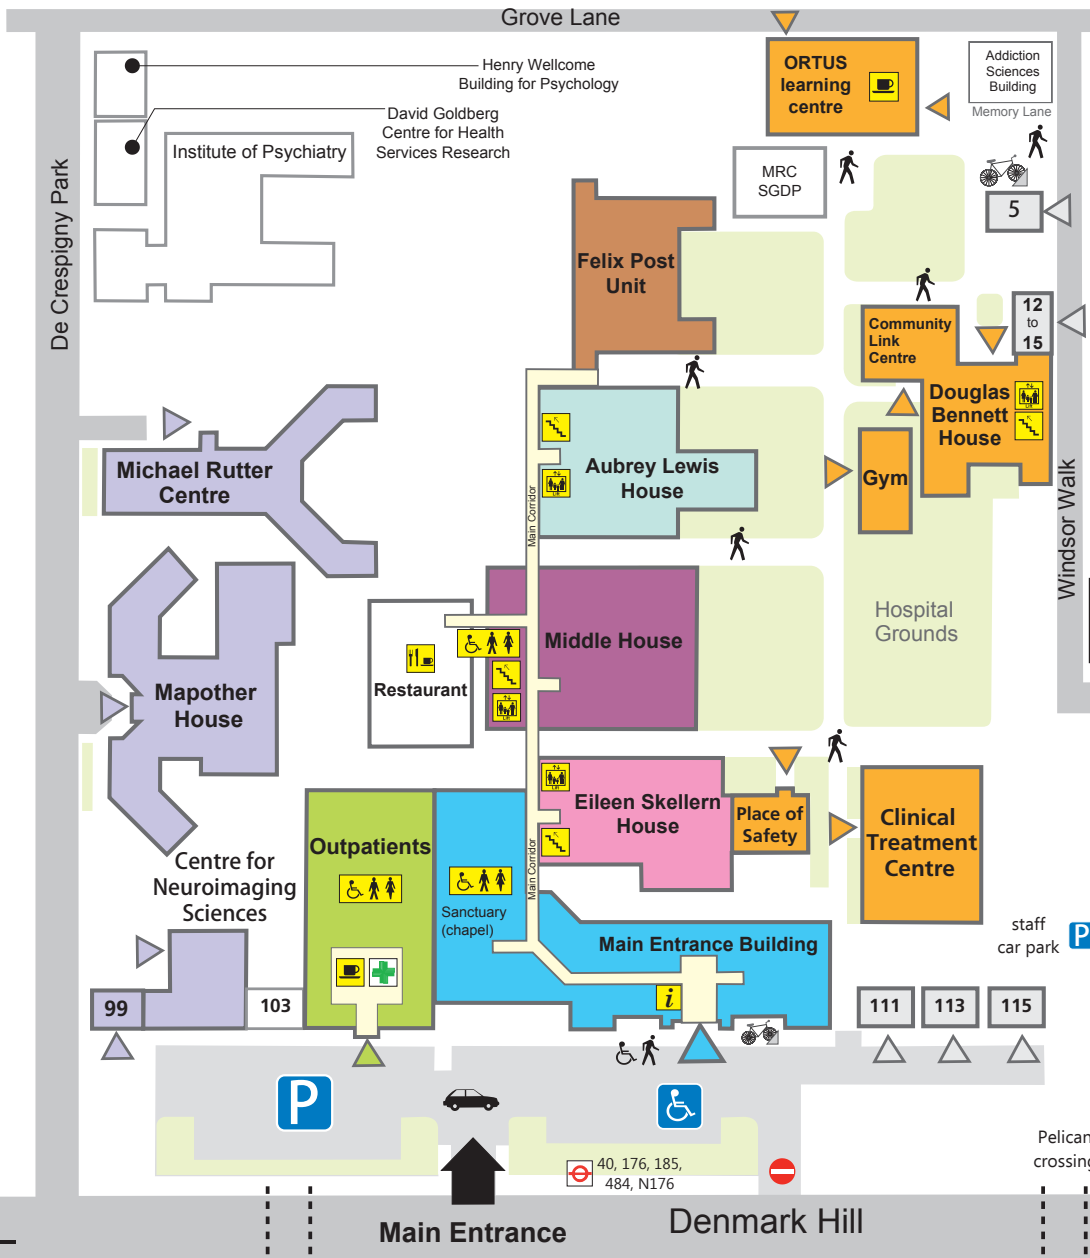 Grove Lane
Henry Wellcome
Building for Psychology
David Goldberg
Centre for Health
Services Research
Institute of Psychiatry
De Crespigny Park
ORTUS
learning
centre
Addiction
Sciences
Building
Memory Lane
MRC
SGDP
5
Felix Post
Unit
12
to
15
Community
Link
Centre
Douglas
Bennett
House
Lift
Windsor Walk
Michael Rutter
Centre
Aubrey Lewis
House
Lift
Main Corridor
Gym
Hospital
Grounds
Middle House
Restaurant
Lift
Mapother
House
Lift
Eileen Skellern
House
Place of
Safety
Clinical
Treatment
Centre
Outpatients
Main Corridor
Centre for
Neuroimaging
Sciences
Sanctuary
(chapel)
Main Entrance Building
i
staff
car park
P
99
103
111
113
115
P
40, 176, 185,
484, N176
Pelican
crossing
Main Entrance
Denmark Hill